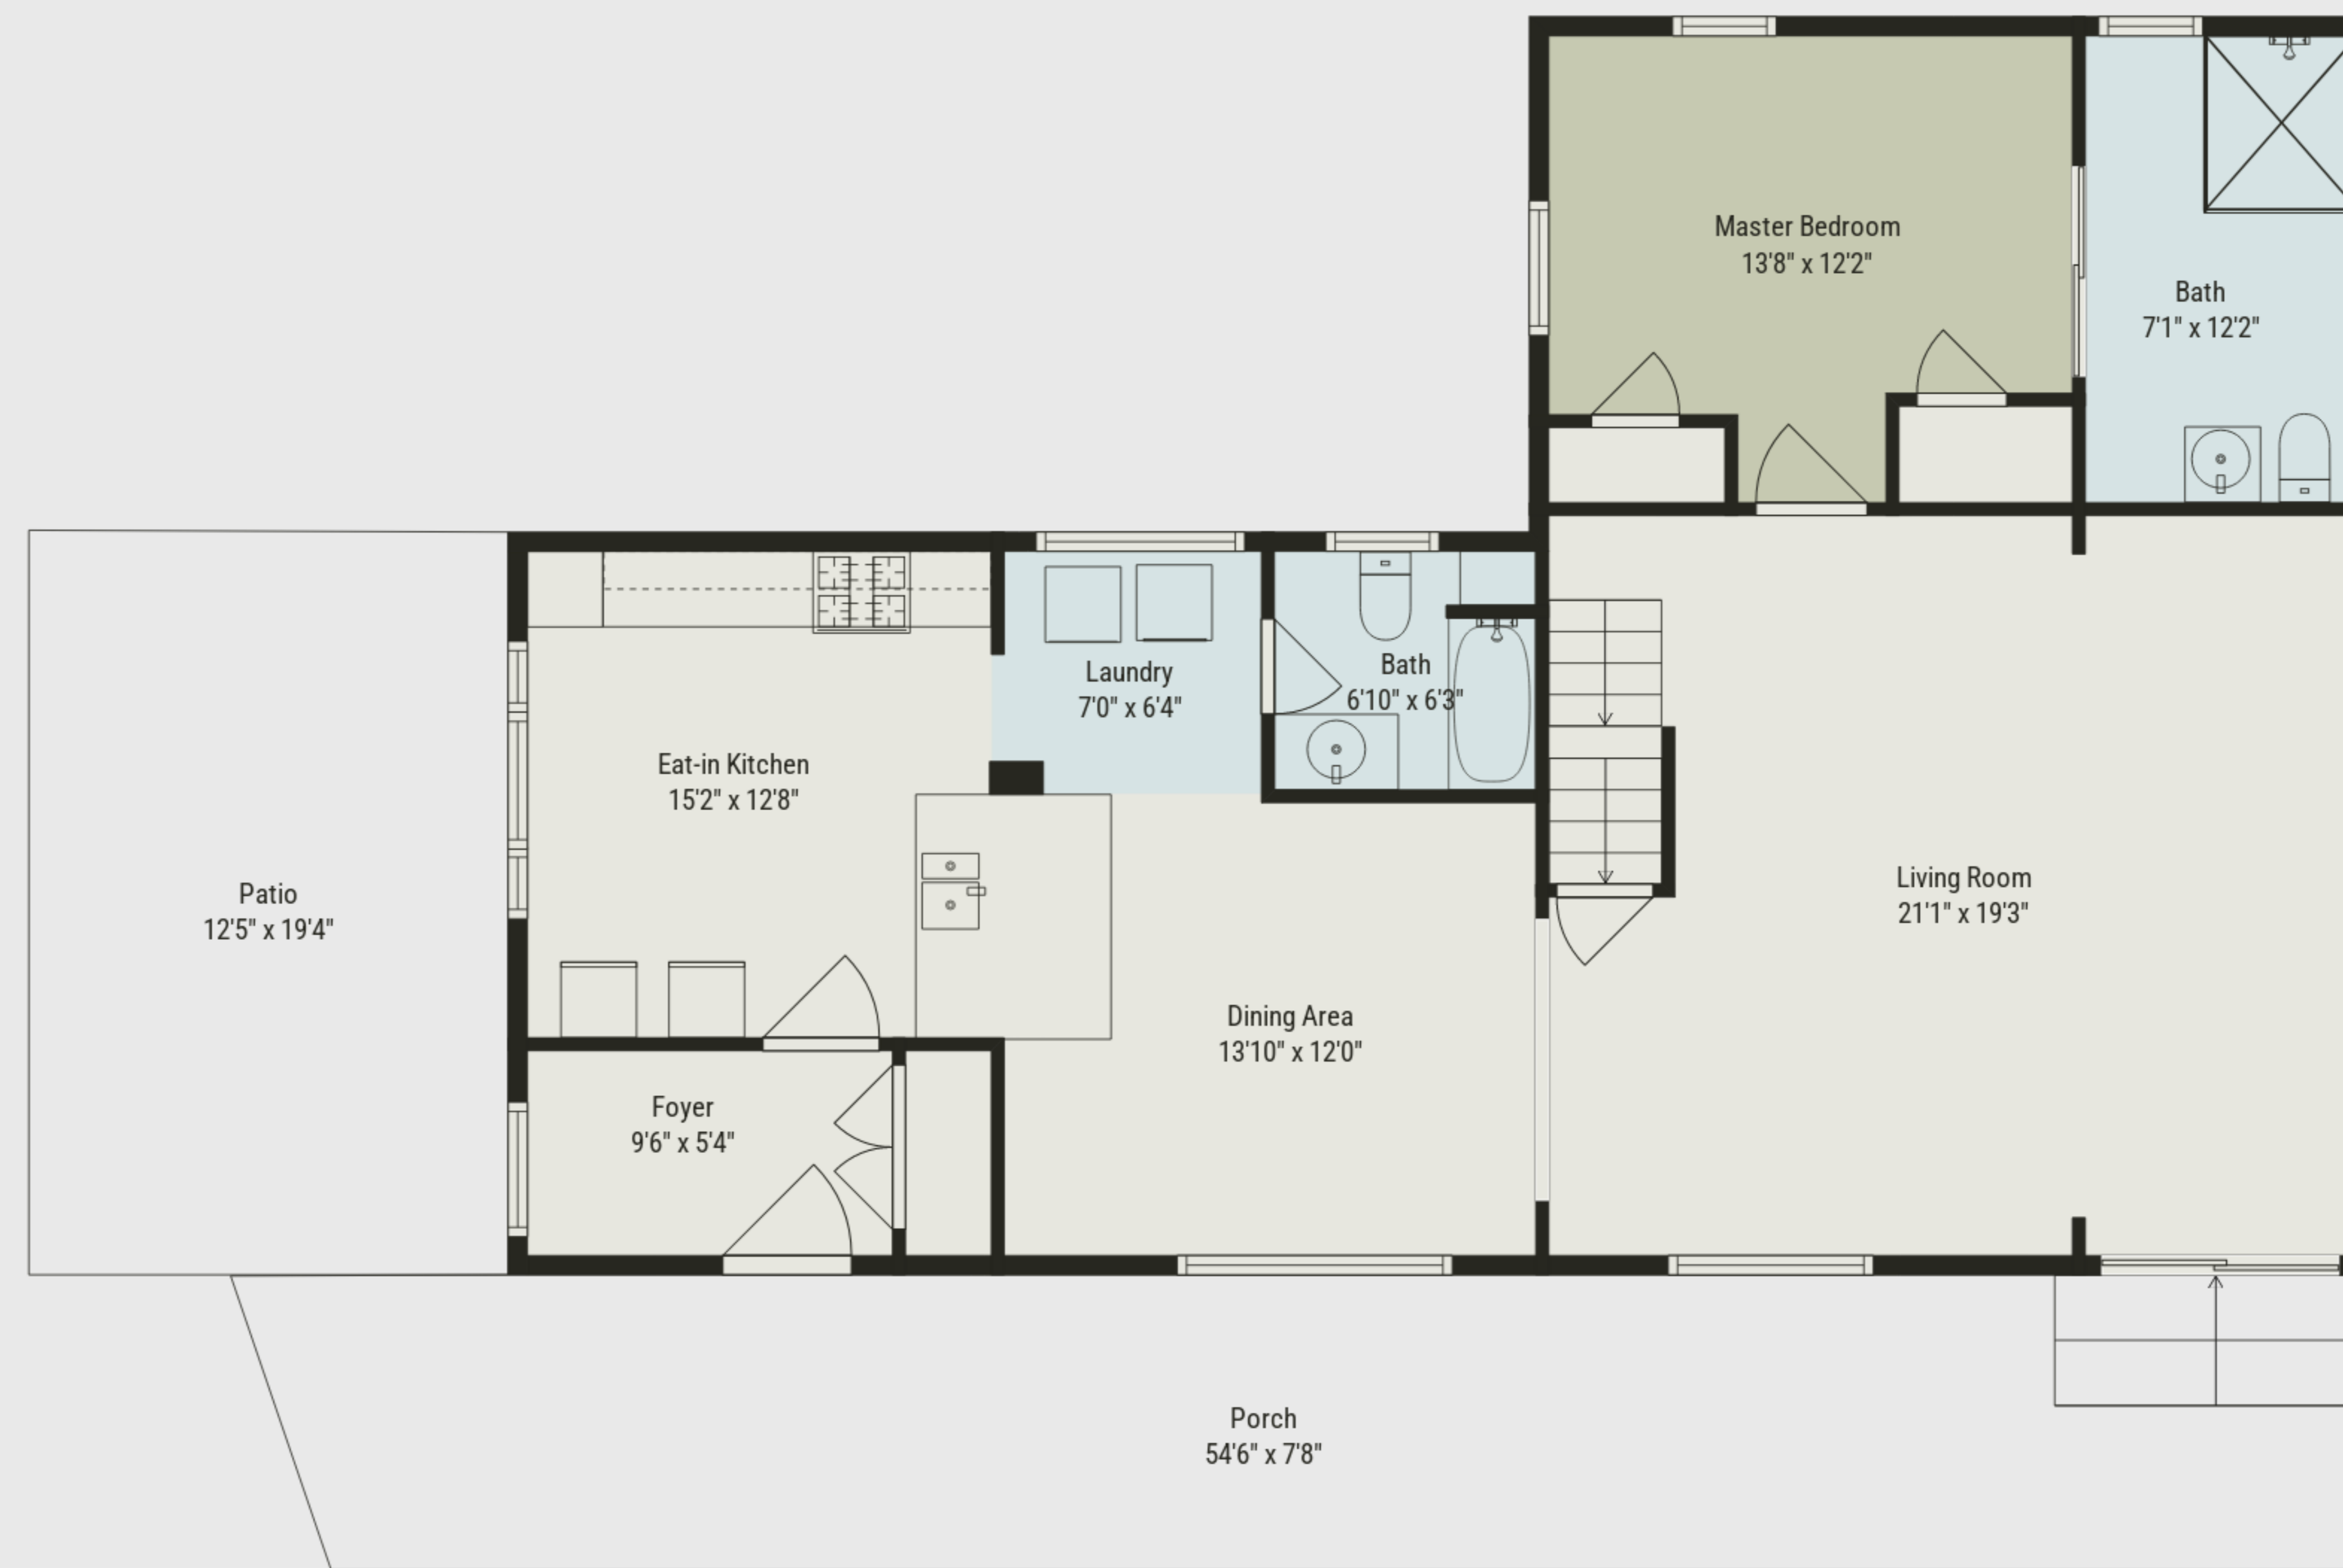 Master Bedroom
13'8" x 12'2"
Bath
7'1" x 12'2"
Laundry
7'0" x 6'4"
Bath
6'10" x 6'3"
Eat-in Kitchen
15'2" x 12'8"
Patio
12'5" x 19'4"
Living Room
21'1" x 19'3"
Dining Area
13'10" x 12'0"
Foyer
9'6" x 5'4"
Porch
54'6" x 7'8"